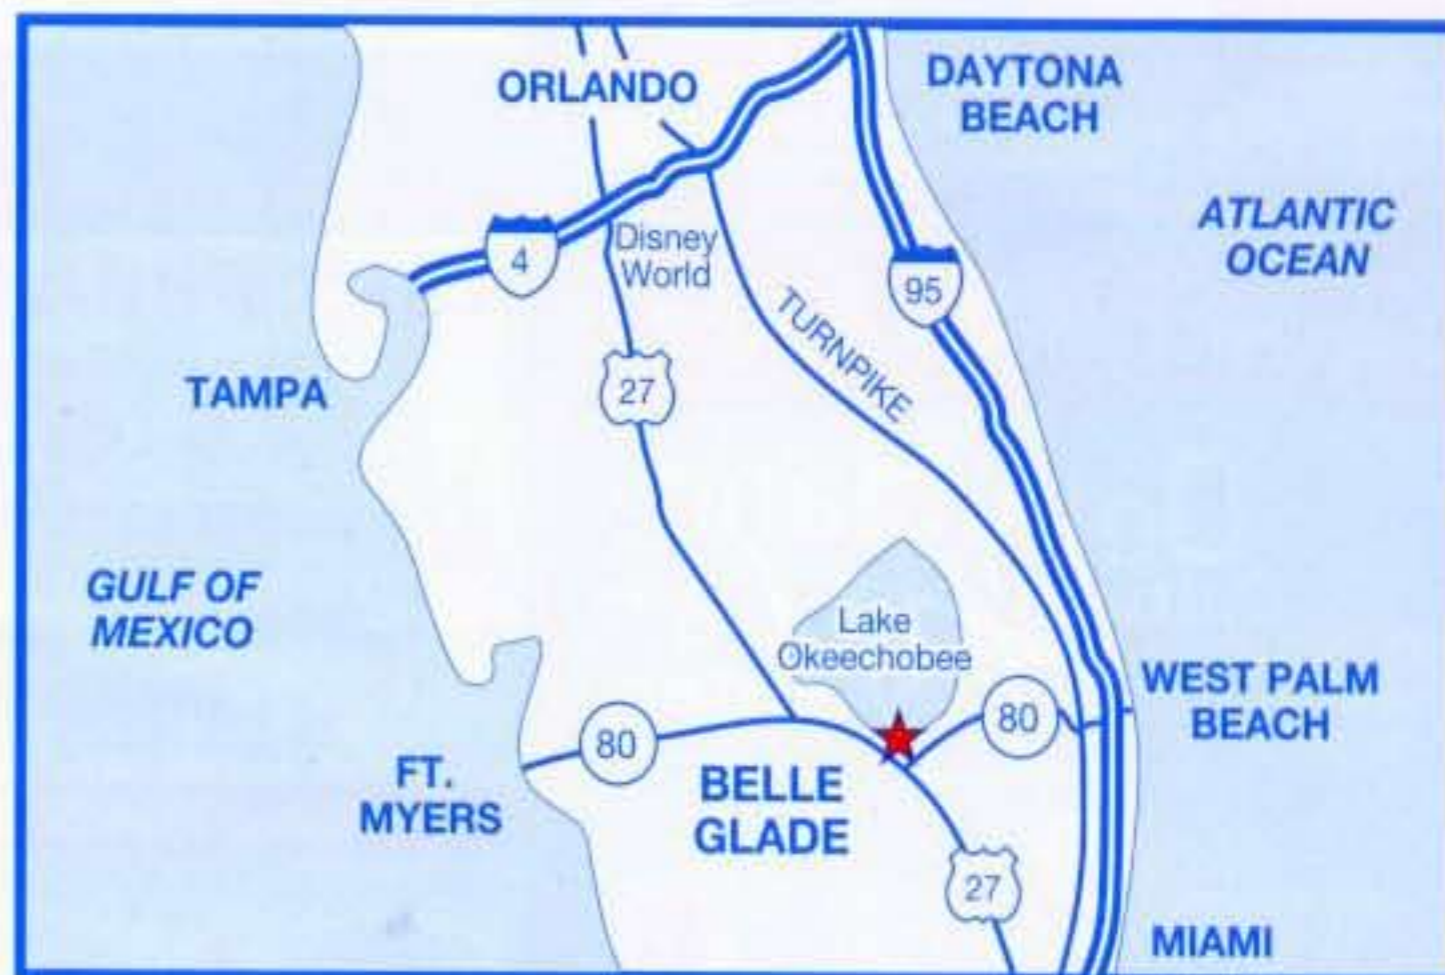 ORLANDO
DAYTONA
BEACH
ATLANTIC
OCEAN
4
Disney
World
95
TURNPIKE
27
TAMPA
GULF OF
MEXICO
Lake
Okeechobee
WEST PALM
BEACH
80
80
FT.
MYERS
BELLE
GLADE
27
MIAMI